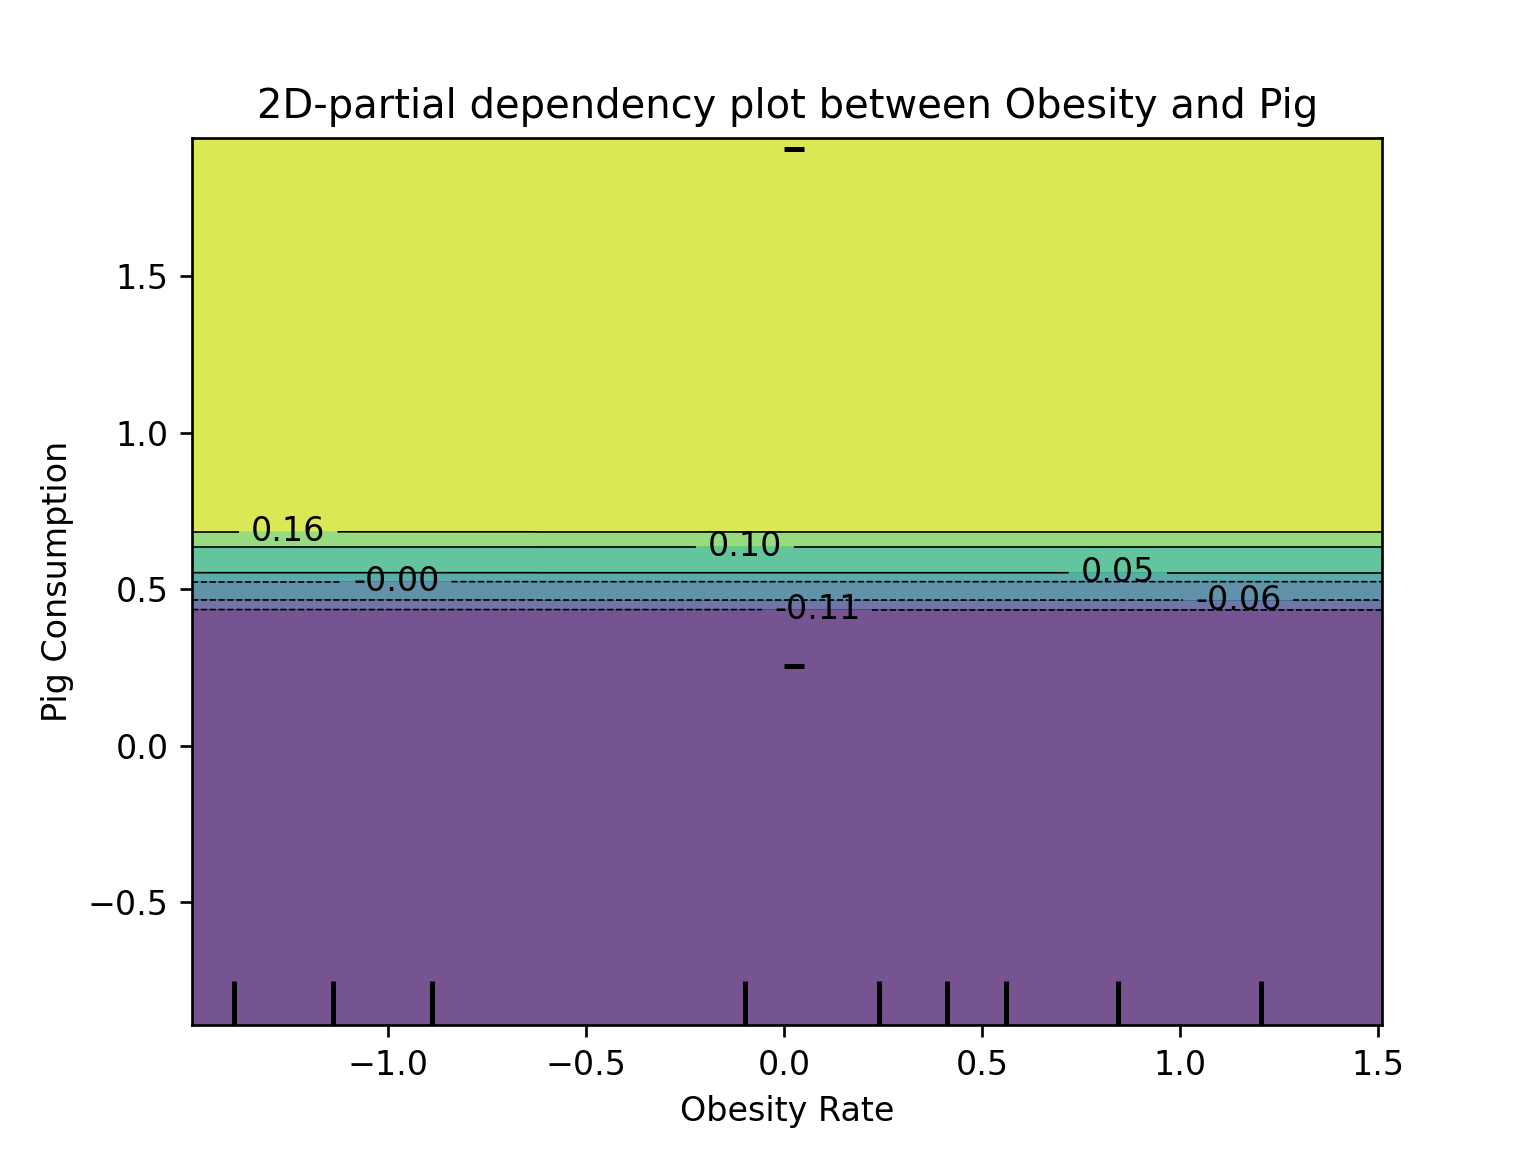 2D-partial dependency plot between Obesity and Pig
1.5
1.0
0.5
0.0
−0.5
Pig Consumption
0.16
0.10
0.05
-0.00
-0.06
-0.11
−1.0 −0.5 0.0 0.5 1.0 1.5
Obesity Rate